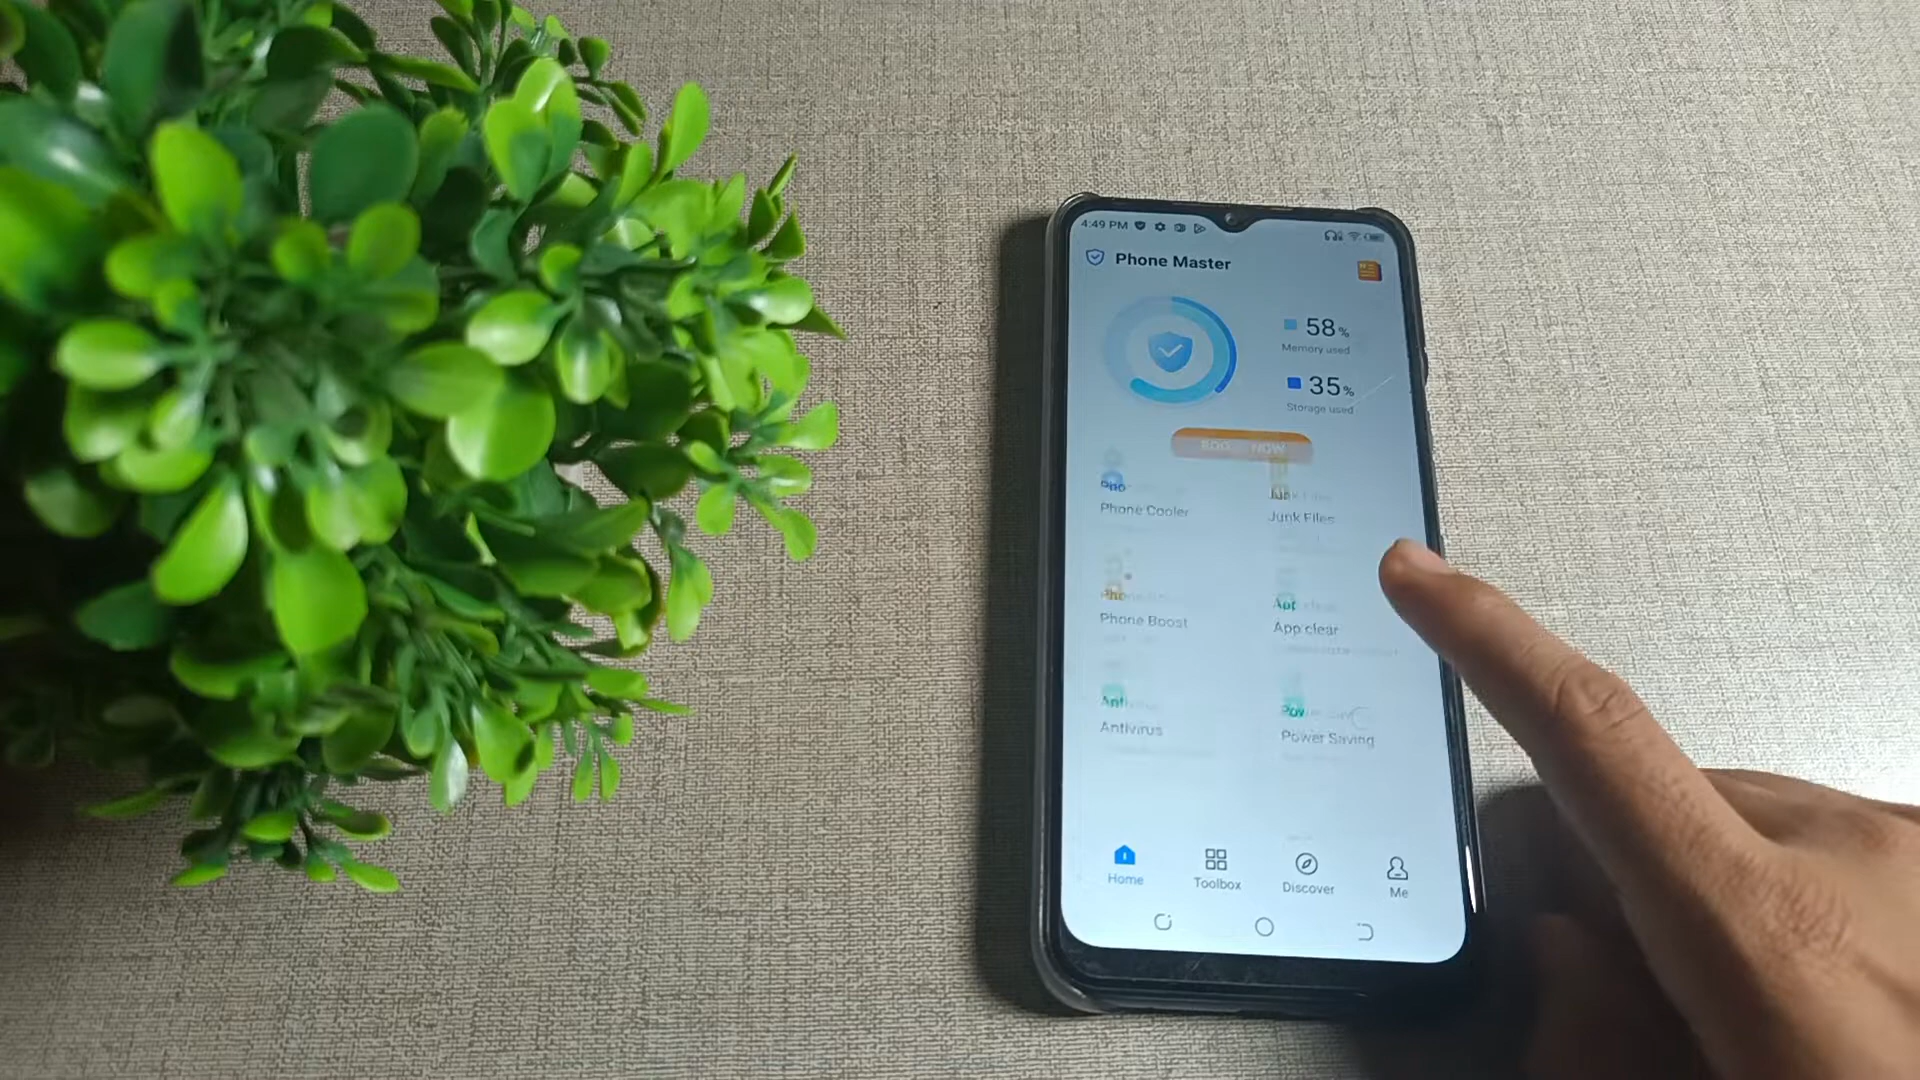 4:49 PM
Phone Master
58%
Memory used
35%
Storage used
NOW
Phone Cooler
Junk Files
Phone Boost
App clear
Antivirus
Power Saving
Home
Toolbox
Discover
Me